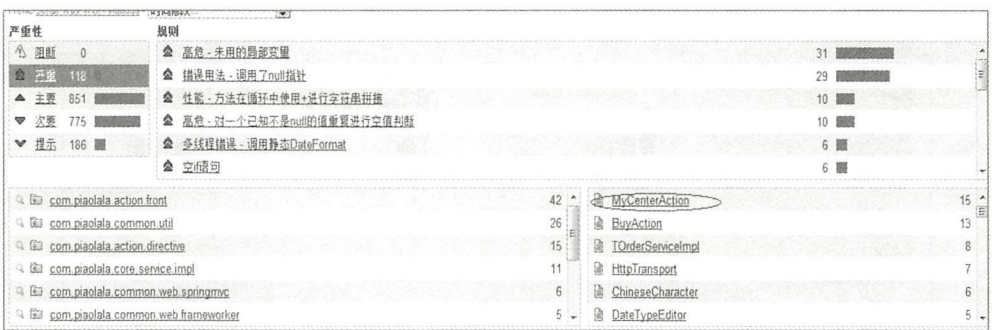 严重性 规则
阻断 0 高危 - 未用的局部变量 31
严重 118 错误用法 - 调用了null指针 29
主要 851 性能 - 方法在循环中使用+进行字符串拼接 10
次要 775 高危 - 对一个已知不是null的值重复进行空值判断 10
提示 186 多线程错误 - 调用静态DateFormat 6
空if语句 6
com.piaolala.action.front 42 MyCenterAction 15
com.piaolala.common.util 26 BuyAction 13
com.piaolala.action.directive 15 TOrderServiceImpl 8
com.piaolala.core.service.impl 11 HttpTransport 7
com.piaolala.common.web.springmvc 6 ChineseCharacter 6
com.piaolala.common.web.frameworker 5 DateTypeEditor 5